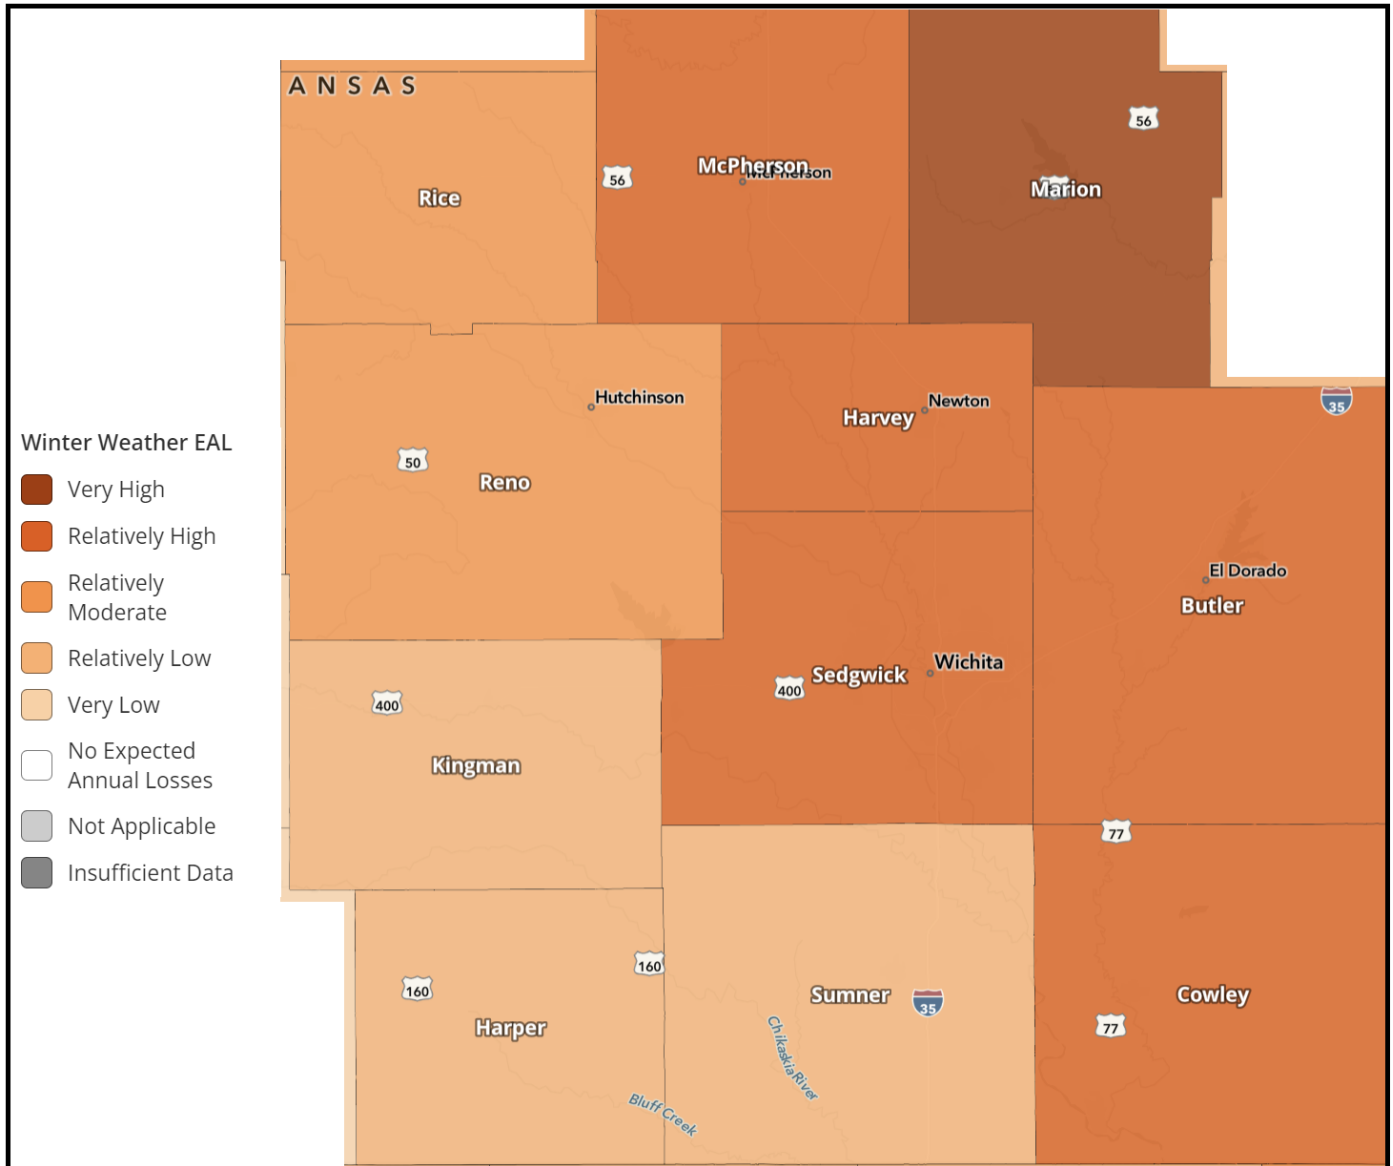 ANSAS
56
McPherson
McPherson
56
Marion
Rice
Hutchinson
Newton
35
Harvey
Winter Weather EAL
Very High
Relatively High
Relatively
Moderate
Relatively Low
Very Low
No Expected
Annual Losses
Not Applicable
Insufficient Data
50
Reno
El Dorado
Butler
Wichita
Sedgwick
400
400
Kingman
77
160
160
Sumner
35
Cowley
77
Harper
Chikaskia River
Bluff Creek